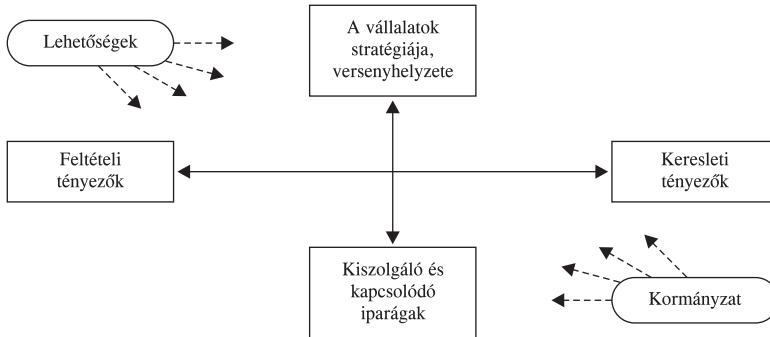 Lehetőségek
A vállalatok
stratégiája,
versenyhelyzete
Feltételi
tényezők
Keresleti
tényezők
Kiszolgáló és
kapcsolódó
iparágak
Kormányzat